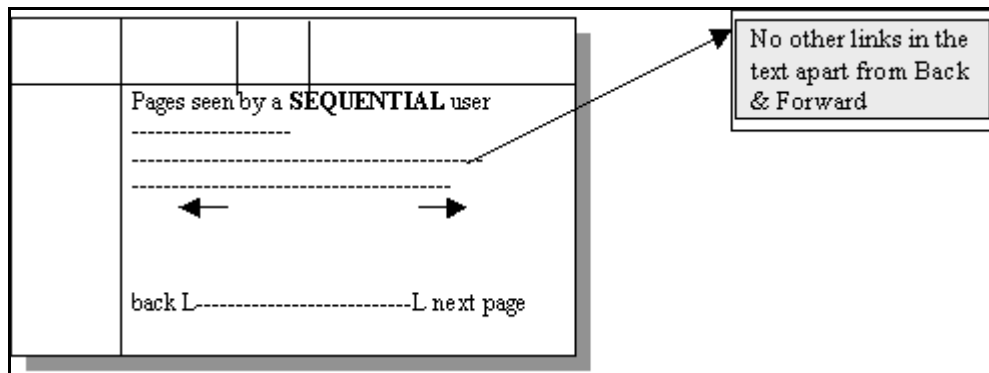 Pages seen by a SEQUENTIAL user
-------------------
------------------------------------------
--------------------------------------
back L--------------------------L next page
No other links in the
text apart from Back
& Forward